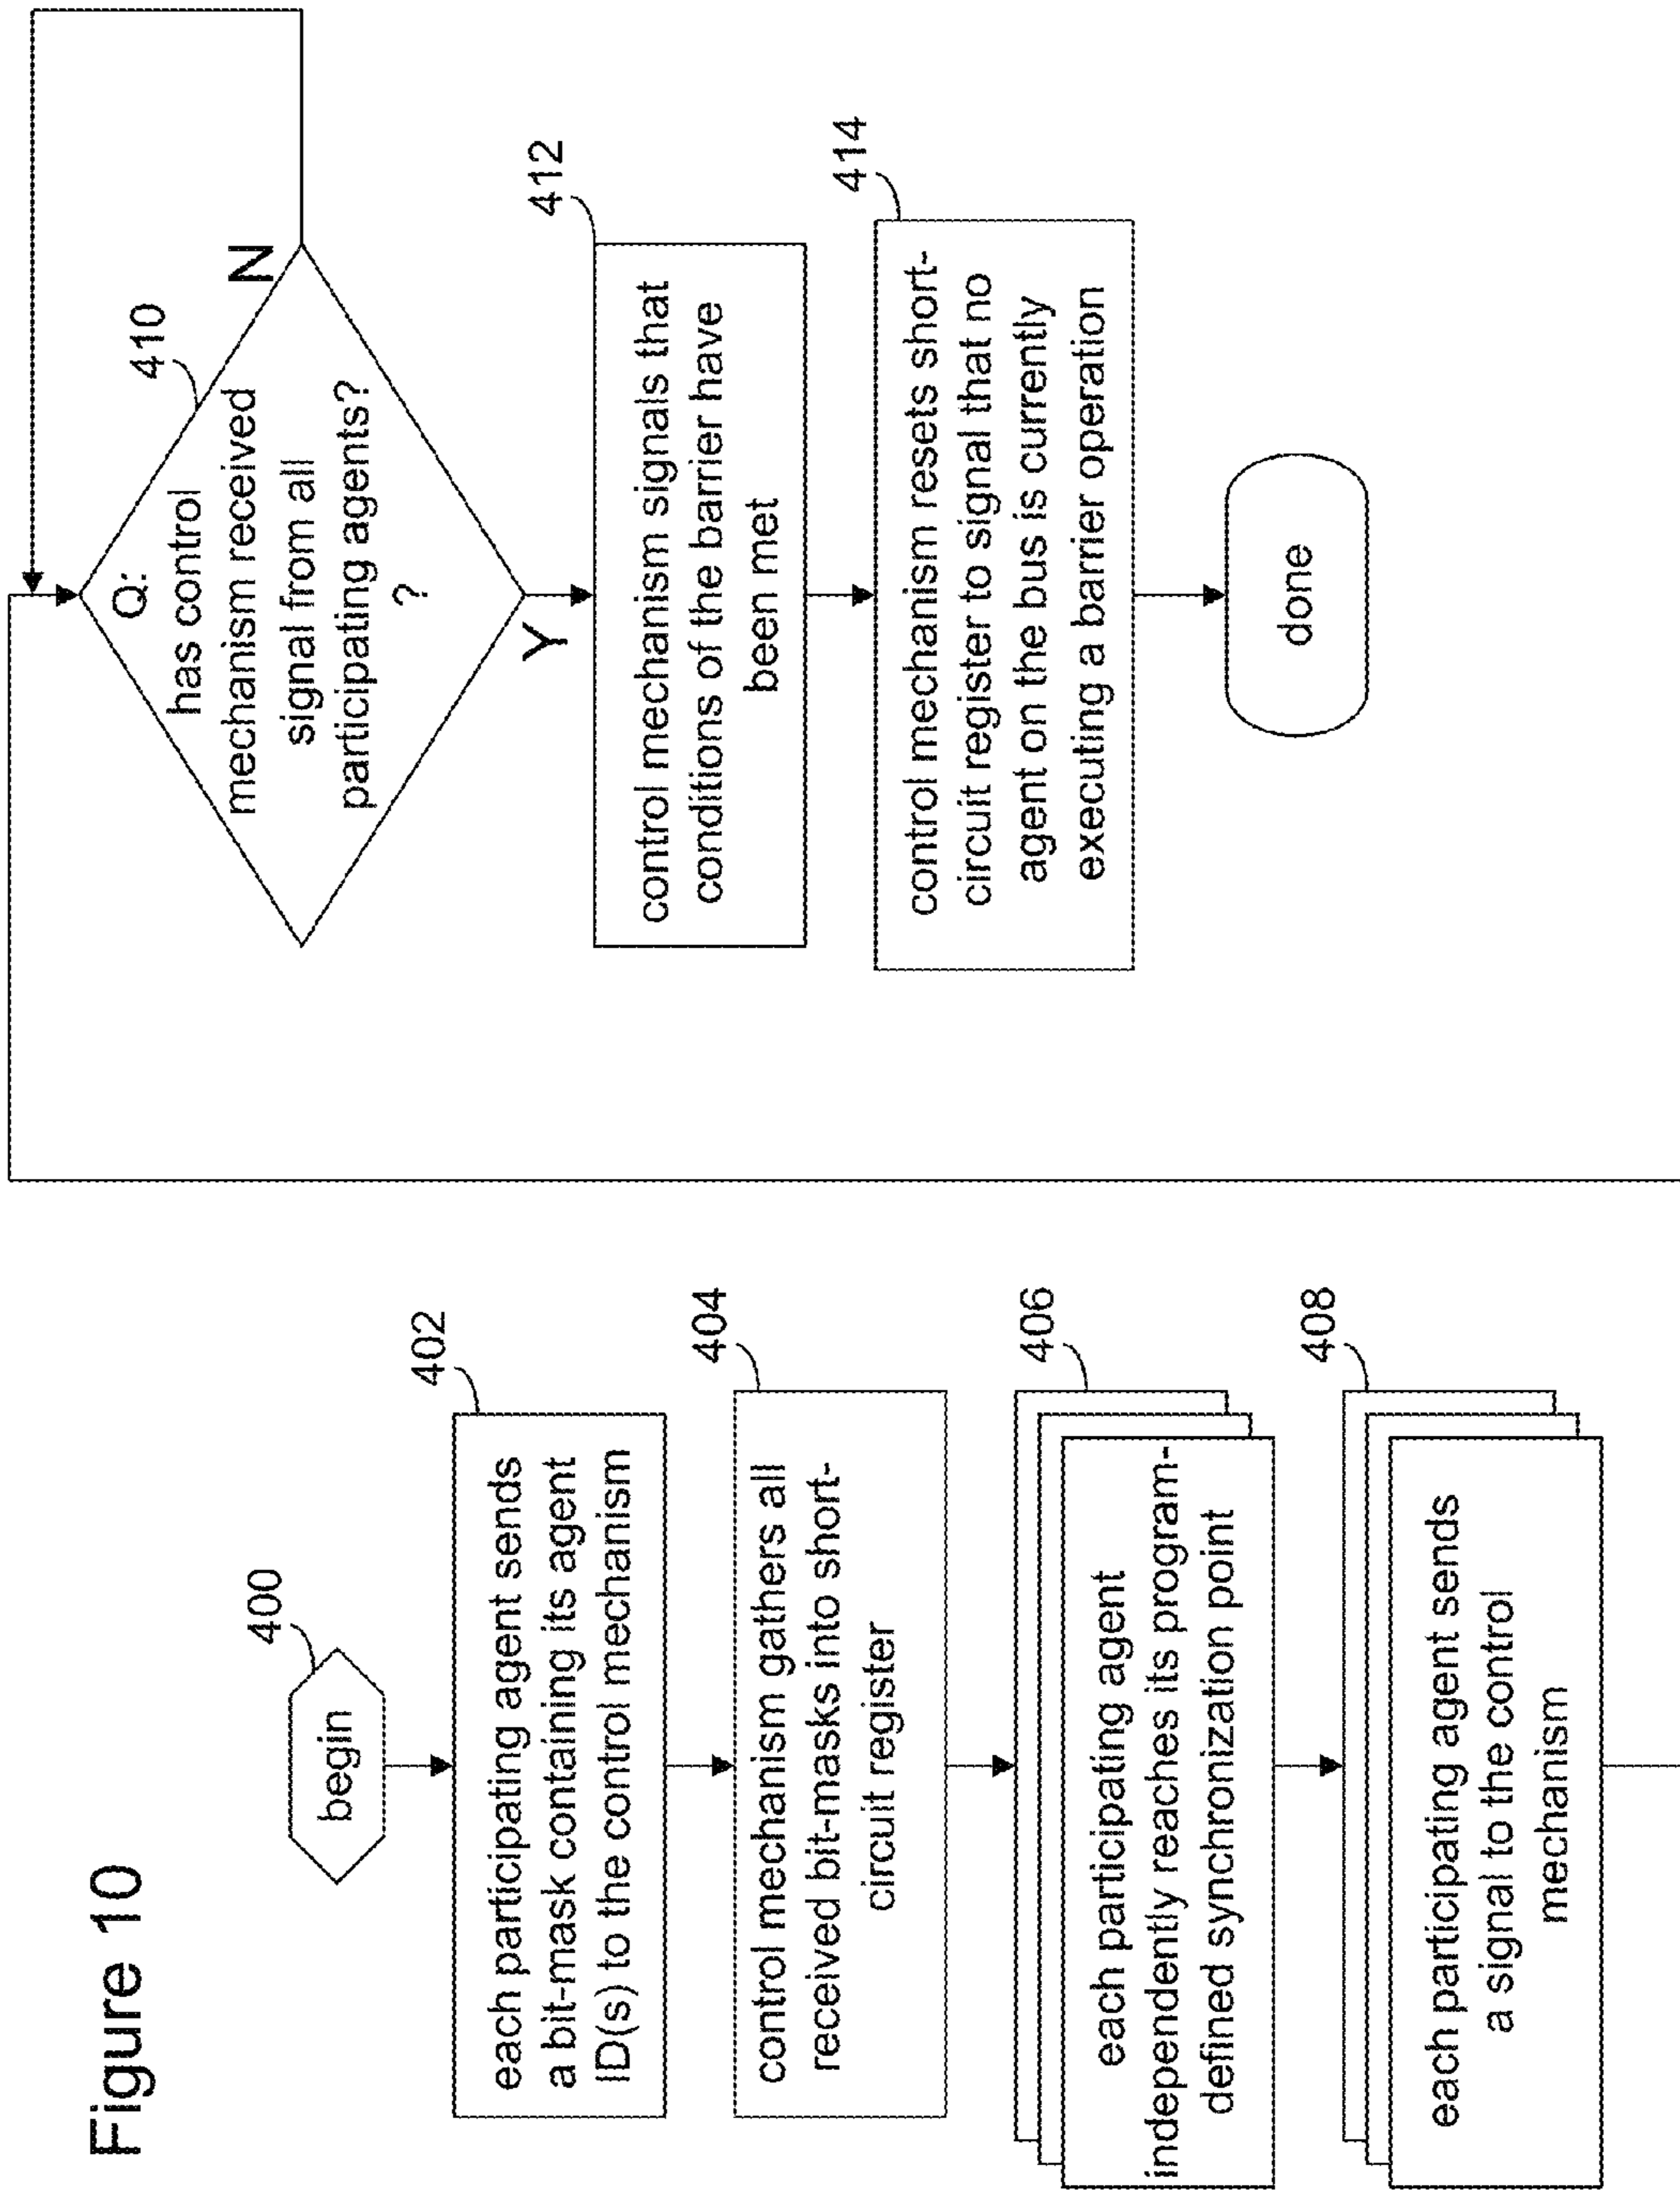 Figure 10
400
begin
402
each participating agent sends
a bit-mask containing its agent
ID(s) to the control mechanism
404
control mechanism gathers all
received bit-masks into short-
circuit register
406
each participating agent
independently reaches its program-
defined synchronization point
408
each participating agent sends
a signal to the control
mechanism
410
Q:
has control
mechanism received
signal from all
participating agents?
?
N
Y
412
control mechanism signals that
conditions of the barrier have
been met
414
control mechanism resets short-
circuit register to signal that no
agent on the bus is currently
executing a barrier operation
done